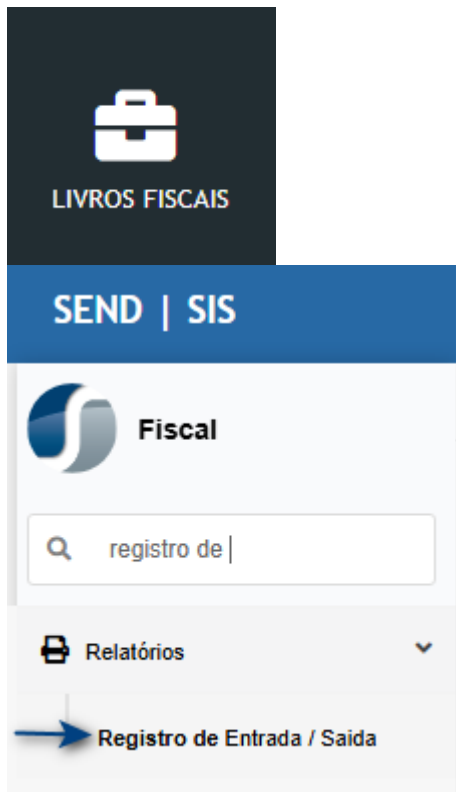 LIVROS FISCAIS
SEND | SIS
Fiscal
registro de
Relatórios
Registro de Entrada / Saida